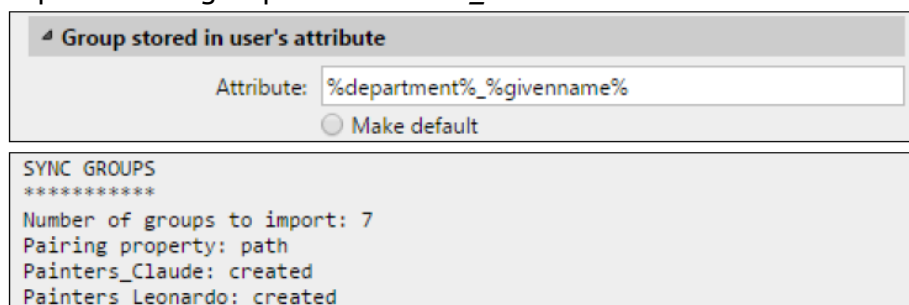 Group stored in user's attribute
Attribute: %department%_%givenname%
Make default
SYNC GROUPS
***********
Number of groups to import: 7
Pairing property: path
Painters_Claude: created
Painters_Leonardo: created